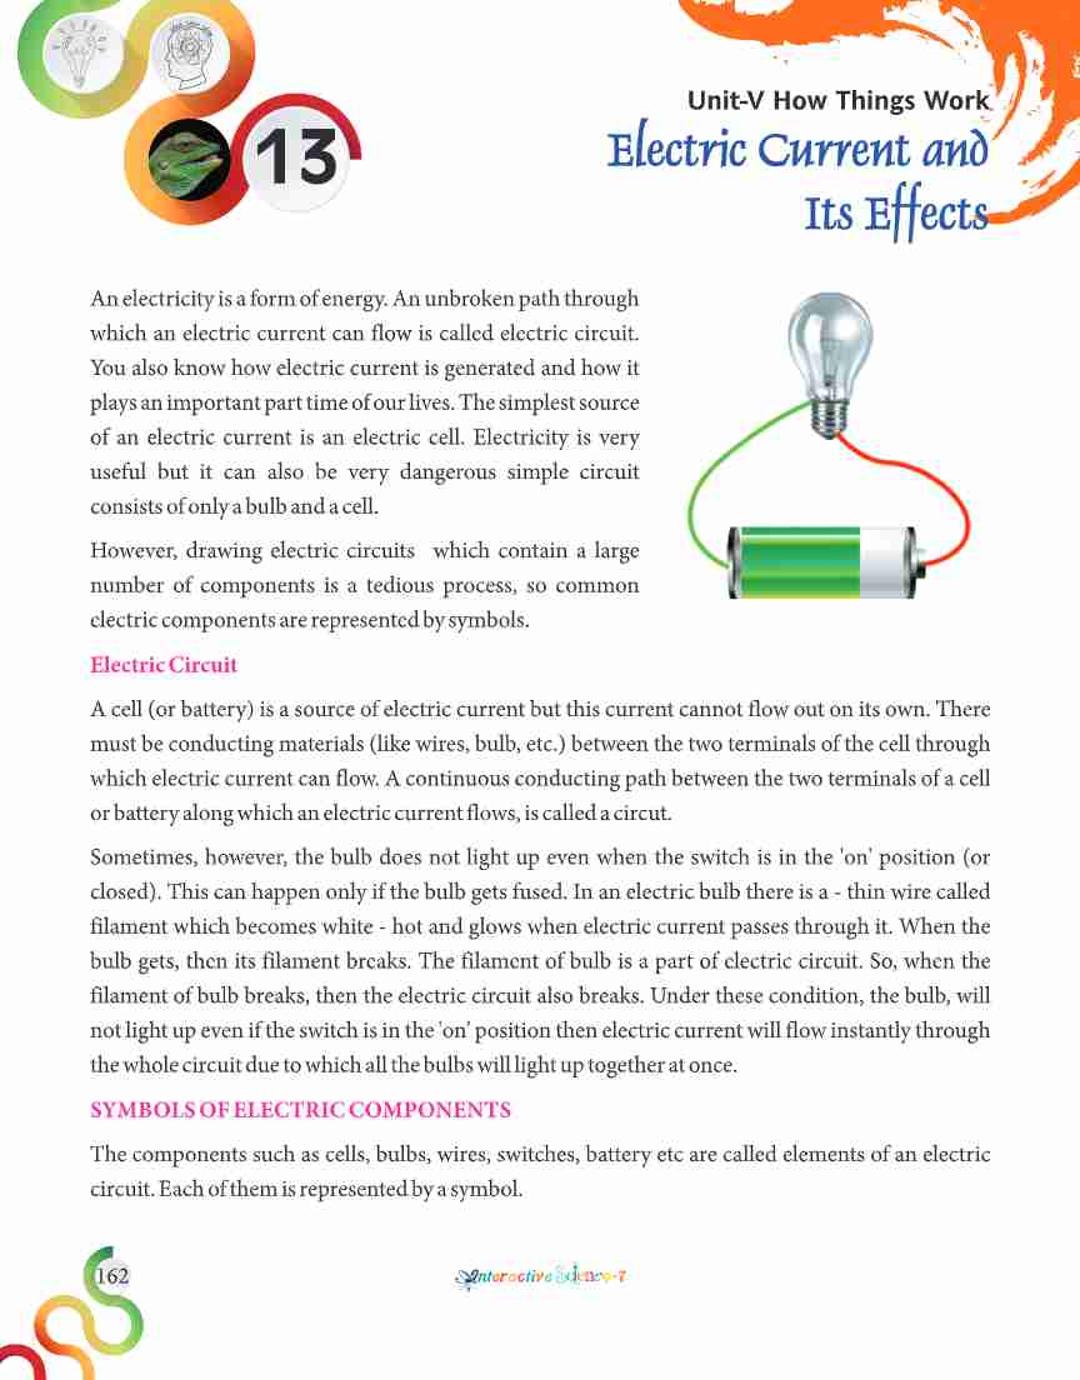 13
Unit-V How Things Work
Electric Current and
Its Effects
An electricity is a form of energy. An unbroken path through
which an electric current can flow is called electric circuit.
You also know how electric current is generated and how it
plays an important part time of our lives. The simplest source
of an electric current is an electric cell. Electricity is very
useful but it can also be very dangerous simple circuit
consists of only a bulb and a cell.
However, drawing electric circuits which contain a large
number of components is a tedious process, so common
electric components are represented by symbols.
Electric Circuit
A cell (or battery) is a source of electric current but this current cannot flow out on its own. There
must be conducting materials (like wires, bulb, etc.) between the two terminals of the cell through
which electric current can flow. A continuous conducting path between the two terminals of a cell
or battery along which an electric current flows, is called a circut.
Sometimes, however, the bulb does not light up even when the switch is in the 'on' position (or
closed). This can happen only if the bulb gets fused. In an electric bulb there is a - thin wire called
filament which becomes white - hot and glows when electric current passes through it. When the
bulb gets, then its filament breaks. The filament of bulb is a part of electric circuit. So, when the
filament of bulb breaks, then the electric circuit also breaks. Under these condition, the bulb, will
not light up even if the switch is in the 'on' position then electric current will flow instantly through
the whole circuit due to which all the bulbs will light up together at once.
SYMBOLS OF ELECTRIC COMPONENTS
The components such as cells, bulbs, wires, switches, battery etc are called elements of an electric
circuit. Each of them is represented by a symbol.
162
Interactive Science-7